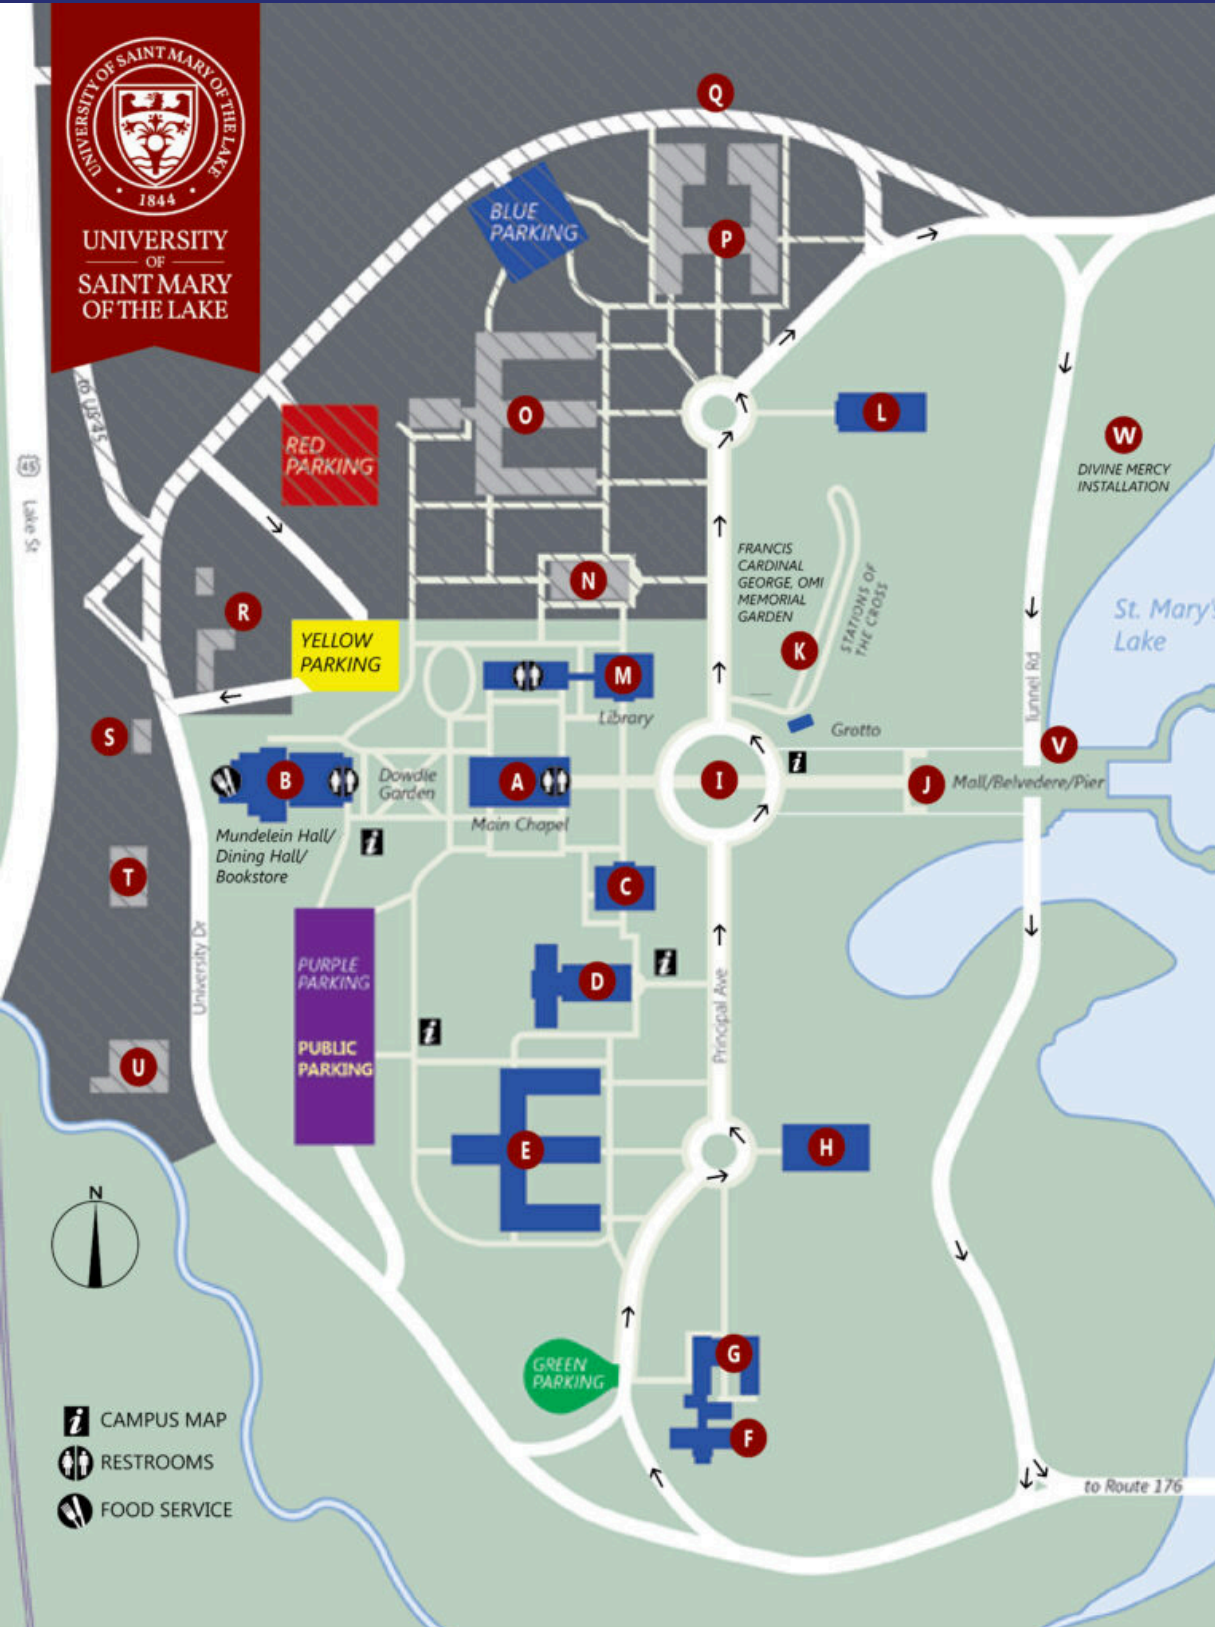 UNIVERSITY OF SAINT MARY OF THE LAKE
1844
UNIVERSITY
OF
SAINT MARY
OF THE LAKE
Q
BLUE
PARKING
P
to US 45
45
Lake St
RED
PARKING
O
L
W
DIVINE MERCY
INSTALLATION
N
FRANCIS
CARDINAL
GEORGE, OMI
MEMORIAL
GARDEN
K
STATIONS OF
THE CROSS
St. Mary's
Lake
R
YELLOW
PARKING
M
Library
Tunnel Rd
S
Grotto
B
Dowdle
Garden
A
Main Chapel
I
i
J
Mall/Belvedere/Pier
V
Mundelein Hall/
Dining Hall/
Bookstore
i
T
C
University Dr
PURPLE
PARKING
PUBLIC
PARKING
D
i
Principal Ave
i
U
E
H
N
GREEN
PARKING
G
F
i CAMPUS MAP
RESTROOMS
FOOD SERVICE
to Route 176